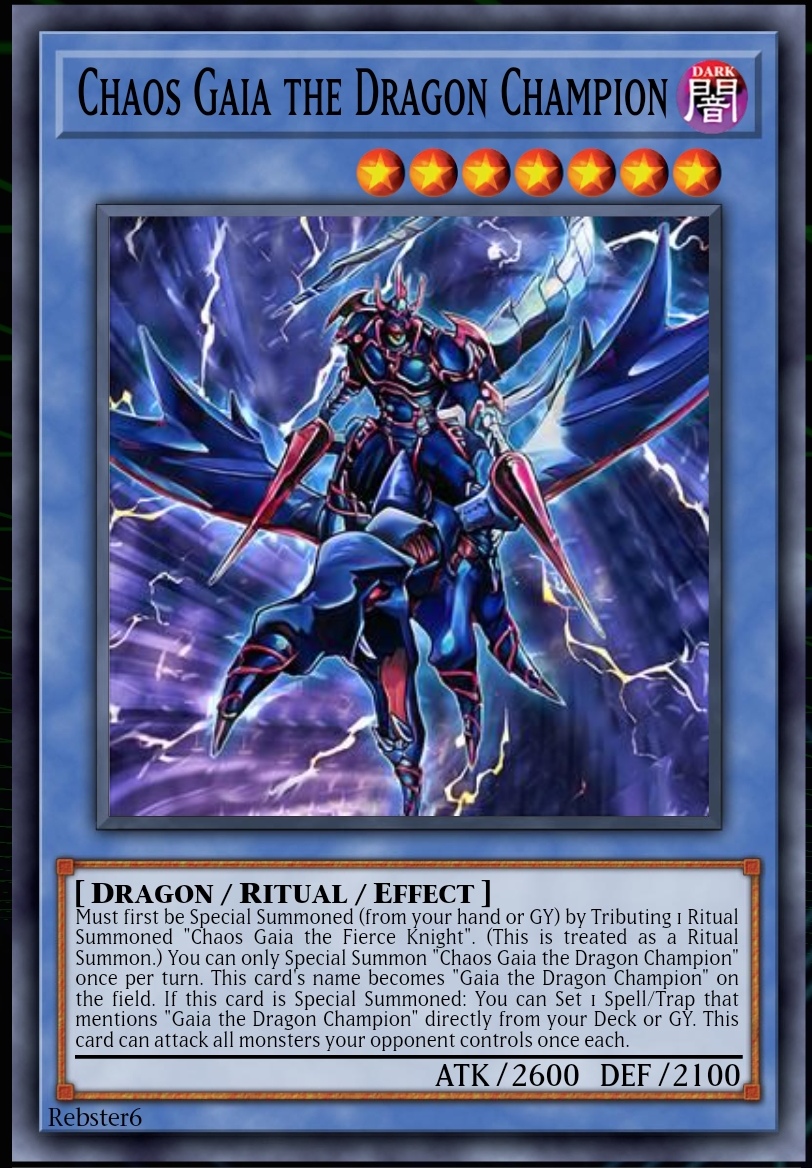 Chaos Gaia the Dragon Champion
DARK
闇
[ Dragon / Ritual / Effect ]
Must first be Special Summoned (from your hand or GY) by Tributing 1 Ritual
Summoned "Chaos Gaia the Fierce Knight". (This is treated as a Ritual
Summon.) You can only Special Summon "Chaos Gaia the Dragon Champion"
once per turn. This card's name becomes "Gaia the Dragon Champion" on
the field. If this card is Special Summoned: You can Set 1 Spell/Trap that
mentions "Gaia the Dragon Champion" directly from your Deck or GY. This
card can attack all monsters your opponent controls once each.
ATK/2600 DEF/2100
Rebster6